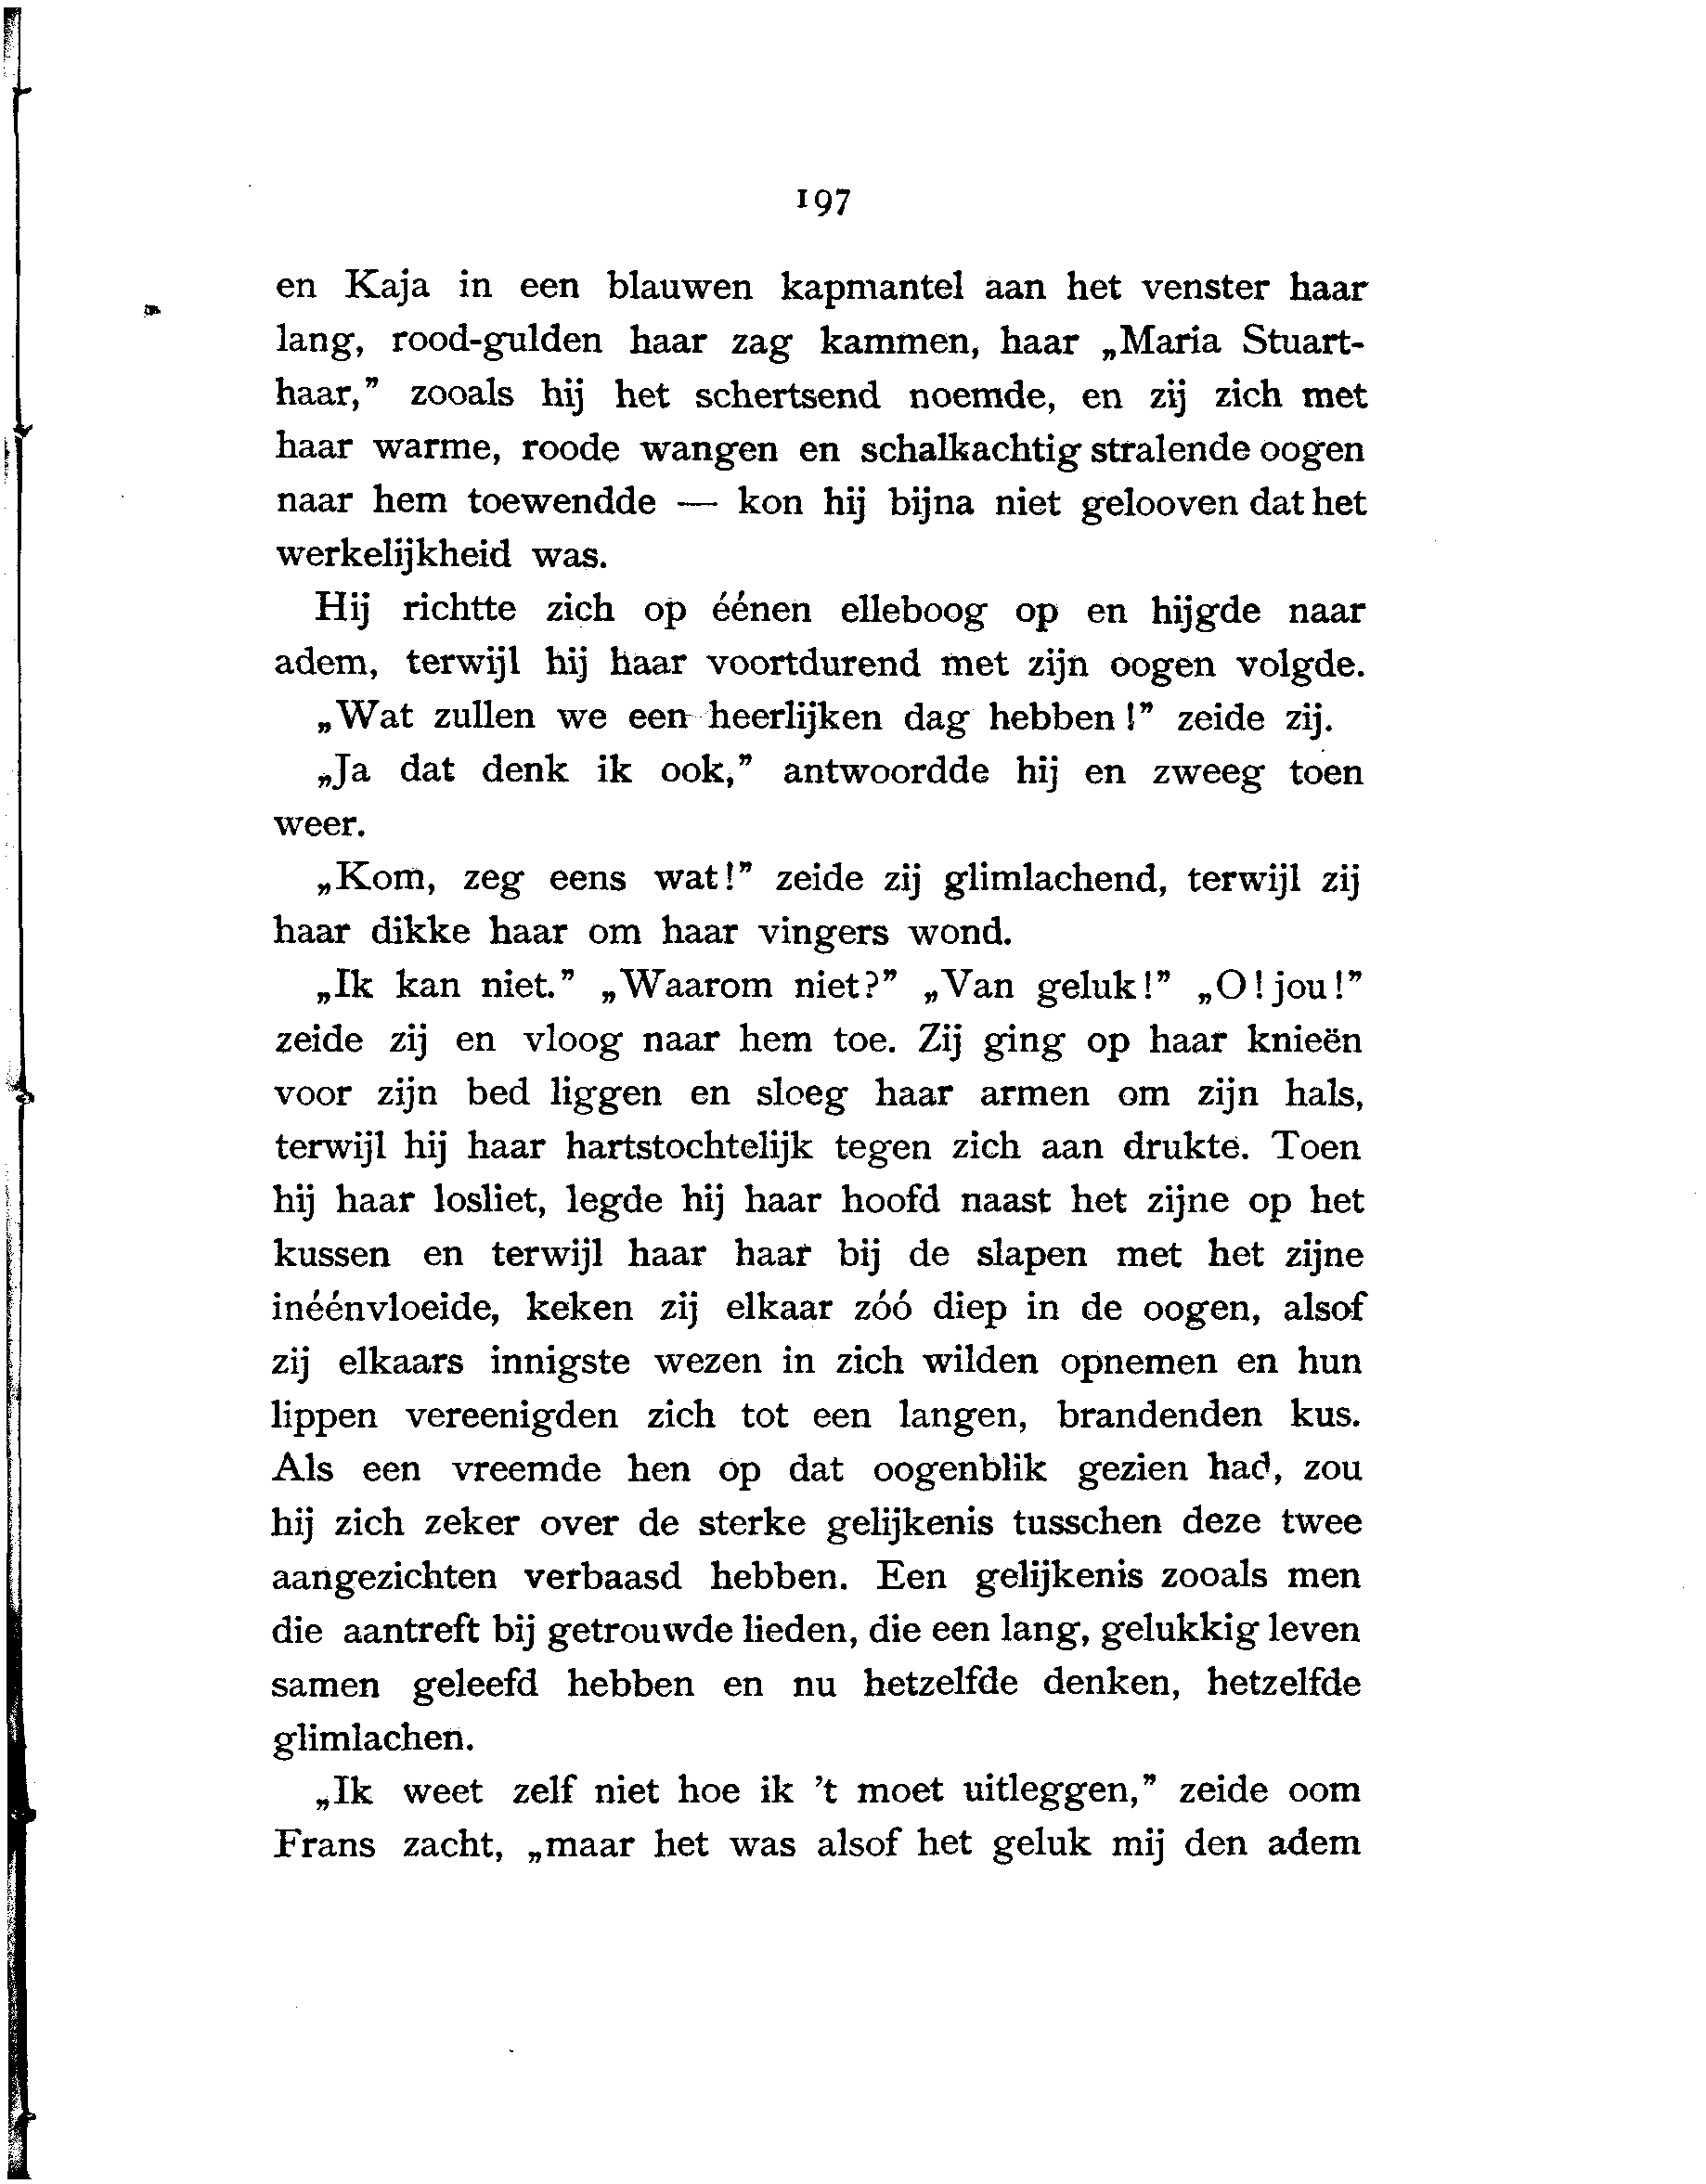 197
en Kaja in een blauwen kapmantel aan het venster haar
lang, rood-gulden haar zag kammen, haar „Maria Stuart-
haar,” zooals hij het schertsend noemde, en zij zich met
haar warme, roode wangen en schalkachtig stralende oogen
naar hem toewendde — kon hij bijna niet gelooven dat het
werkelijkheid was.
Hij richtte zich op éénen elleboog op en hijgde naar
adem, terwijl hij haar voortdurend met zijn oogen volgde.
„Wat zullen we een heerlijken dag hebben!” zeide zij.
„Ja dat denk ik ook,” antwoordde hij en zweeg toen
weer.
„Kom, zeg eens wat!” zeide zij glimlachend, terwijl zij
haar dikke haar om haar vingers wond.
„Ik kan niet.” „Waarom niet?” „Van geluk!” „O! jou!”
zeide zij en vloog naar hem toe. Zij ging op haar knieën
voor zijn bed liggen en sloeg haar armen om zijn hals,
terwijl hij haar hartstochtelijk tegen zich aan drukte. Toen
hij haar losliet, legde hij haar hoofd naast het zijne op het
kussen en terwijl haar haar bij de slapen met het zijne
inéénvloeide, keken zij elkaar zóó diep in de oogen, alsof
zij elkaars innigste wezen in zich wilden opnemen en hun
lippen vereenigden zich tot een langen, brandenden kus.
Als een vreemde hen op dat oogenblik gezien had, zou
hij zich zeker over de sterke gelijkenis tusschen deze twee
aangezichten verbaasd hebben. Een gelijkenis zooals men
die aantreft bij getrouwde lieden, die een lang, gelukkig leven
samen geleefd hebben en nu hetzelfde denken, hetzelfde
glimlachen.
„Ik weet zelf niet hoe ik 't moet uitleggen,” zeide oom
Frans zacht, „maar het was alsof het geluk mij den adem